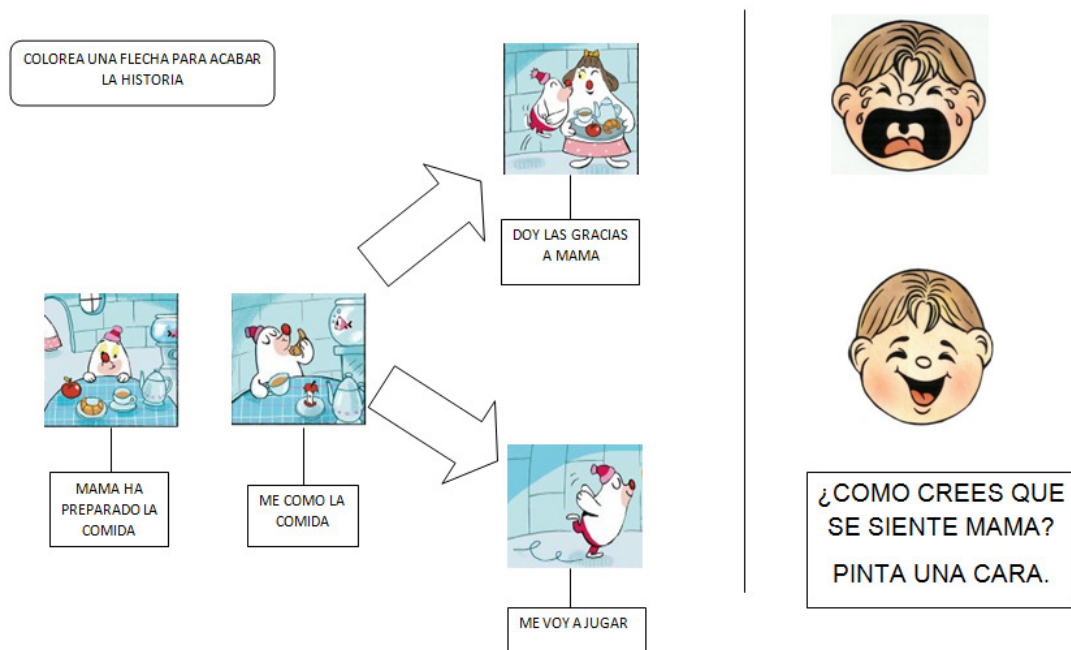 COLOREA UNA FLECHA PARA ACABAR
LA HISTORIA
DOY LAS GRACIAS
A MAMA
MAMA HA
PREPARADO LA
COMIDA
ME COMO LA
COMIDA
ME VOY A JUGAR
¿COMO CREES QUE
SE SIENTE MAMA?
PINTA UNA CARA.